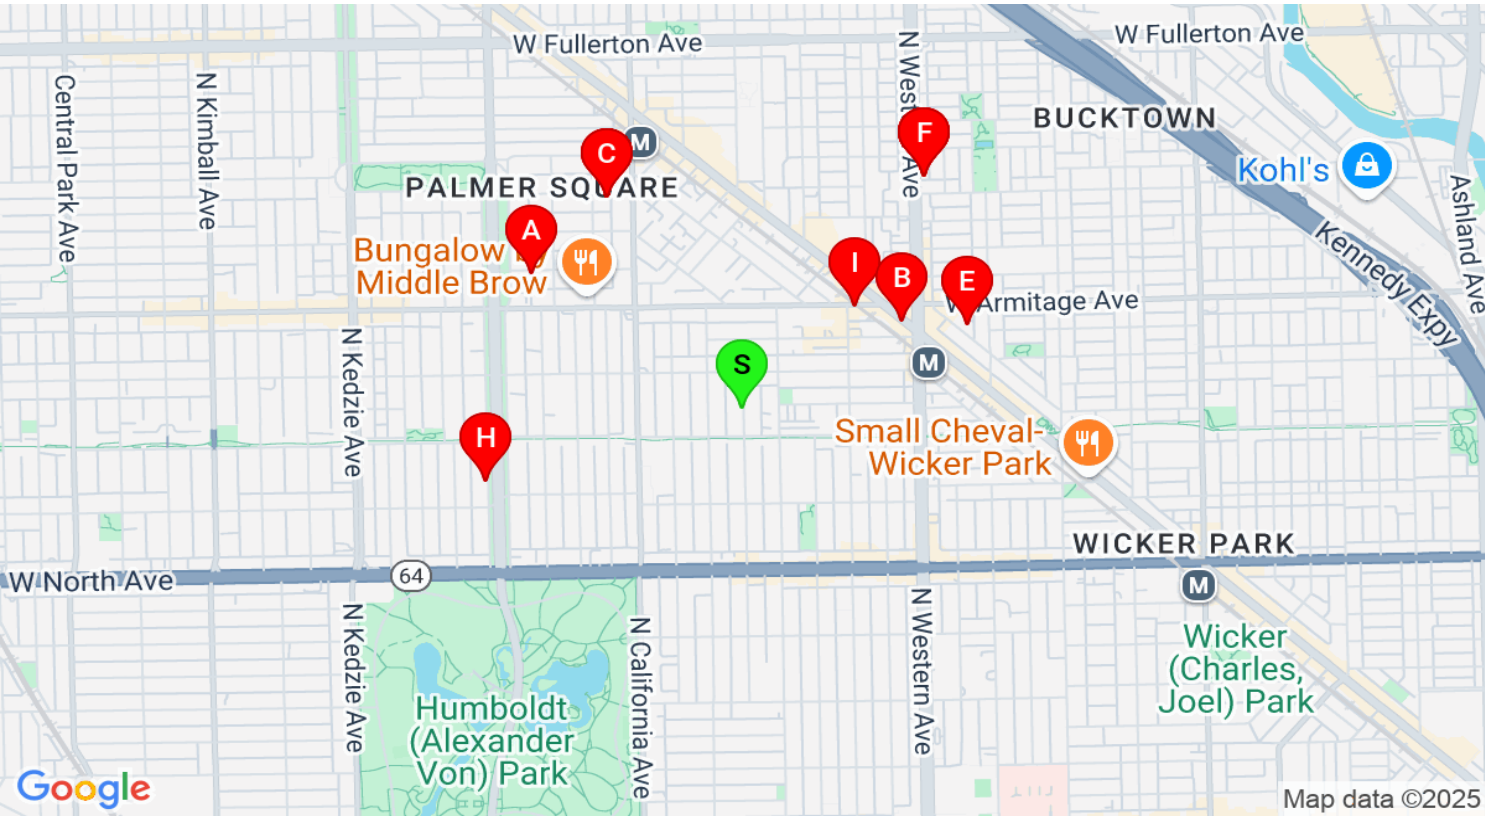 W Fullerton Ave
W Fullerton Ave
Central Park Ave
N Kimball Ave
N Western Ave
F
BUCKTOWN
M
C
Kohl's
PALMER SQUARE
Ashland Ave
A
Bungalow by
Middle Brow
I
B
E
W Armitage Ave
Kennedy Expy
N Kedzie Ave
S
M
H
Small Cheval-
Wicker Park
WICKER PARK
W North Ave
64
M
N Kedzie Ave
N California Ave
N Western Ave
Wicker
(Charles,
Joel) Park
Humboldt
(Alexander
Von) Park
Google
Map data ©2025